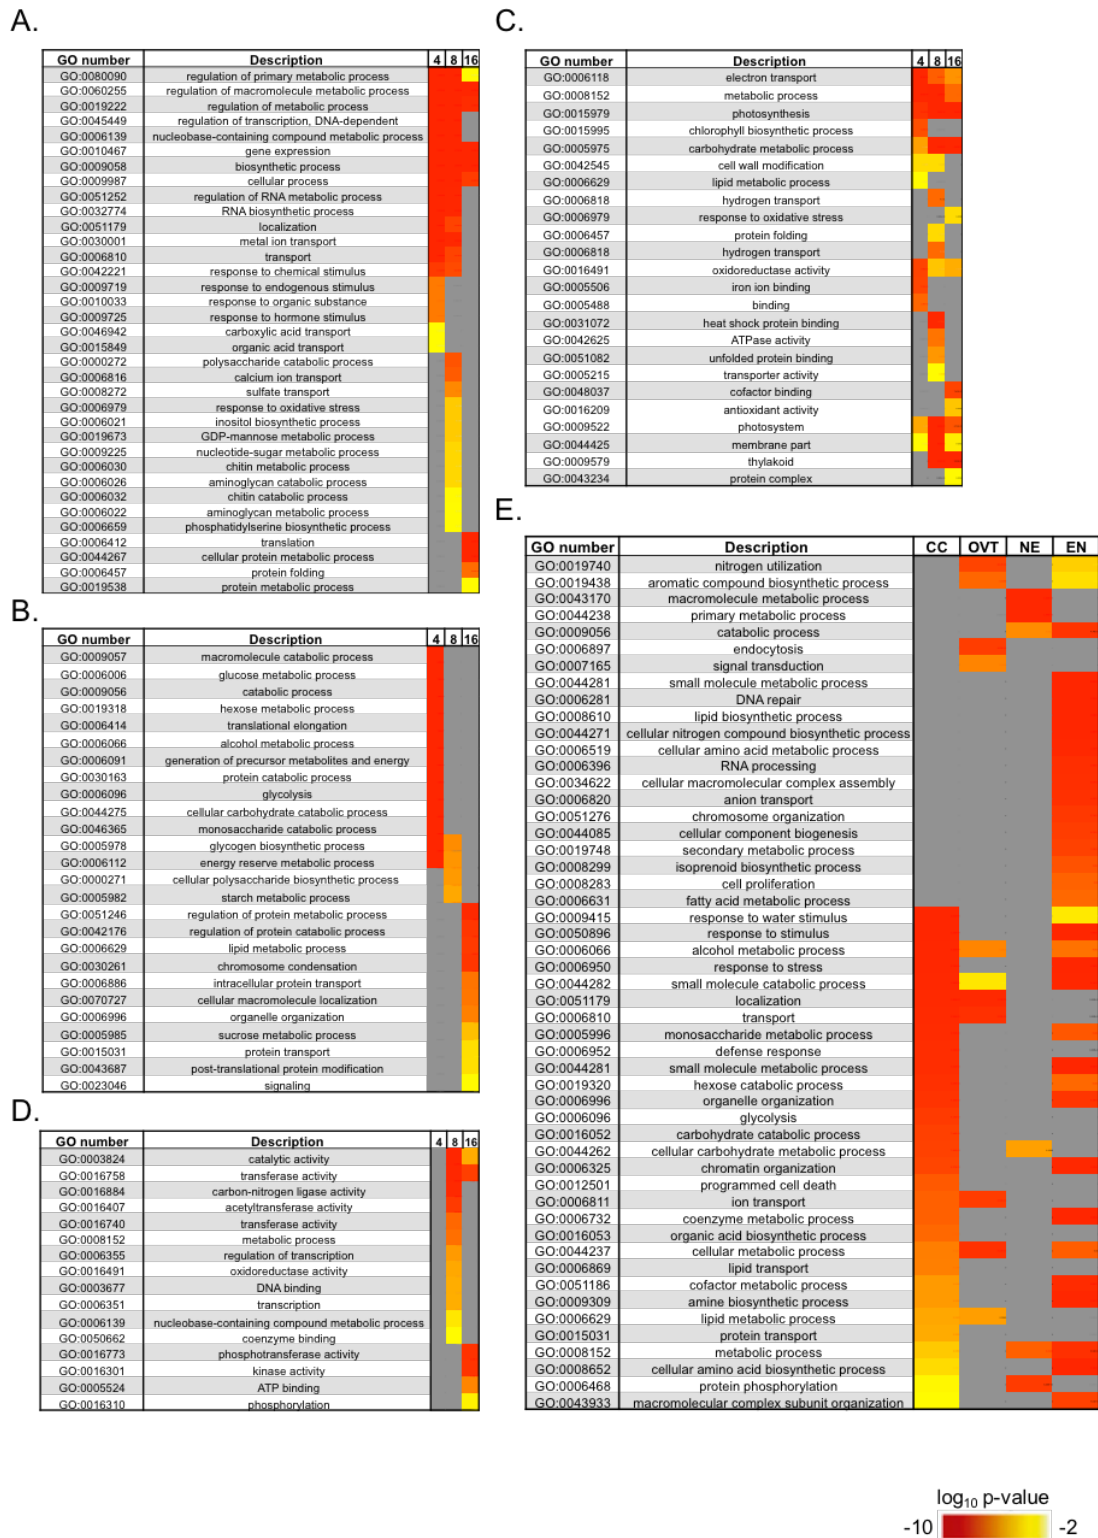 A.
GO number Description 4 8 16
GO:0080090 regulation of primary metabolic process
GO:0060255 regulation of macromolecule metabolic process
GO:0019222 regulation of metabolic process
GO:0045449 regulation of transcription, DNA-dependent
GO:0006139 nucleobase-containing compound metabolic process
GO:0010467 gene expression
GO:0009058 biosynthetic process
GO:0009987 cellular process
GO:0051252 regulation of RNA metabolic process
GO:0032774 RNA biosynthetic process
GO:0051179 localization
GO:0030001 metal ion transport
GO:0006810 transport
GO:0042221 response to chemical stimulus
GO:0009719 response to endogenous stimulus
GO:0010033 response to organic substance
GO:0009725 response to hormone stimulus
GO:0046942 carboxylic acid transport
GO:0015849 organic acid transport
GO:0000272 polysaccharide catabolic process
GO:0006816 calcium ion transport
GO:0008272 sulfate transport
GO:0006979 response to oxidative stress
GO:0006021 inositol biosynthetic process
GO:0019673 GDP-mannose metabolic process
GO:0009225 nucleotide-sugar metabolic process
GO:0006030 chitin metabolic process
GO:0006026 aminoglycan catabolic process
GO:0006032 chitin catabolic process
GO:0006022 aminoglycan metabolic process
GO:0006659 phosphatidylserine biosynthetic process
GO:0006412 translation
GO:0044267 cellular protein metabolic process
GO:0006457 protein folding
GO:0019538 protein metabolic process
B.
GO number Description 4 8 16
GO:0009057 macromolecule catabolic process
GO:0006006 glucose metabolic process
GO:0009056 catabolic process
GO:0019318 hexose metabolic process
GO:0006414 translational elongation
GO:0006066 alcohol metabolic process
GO:0006091 generation of precursor metabolites and energy
GO:0030163 protein catabolic process
GO:0006096 glycolysis
GO:0044275 cellular carbohydrate catabolic process
GO:0046365 monosaccharide catabolic process
GO:0005978 glycogen biosynthetic process
GO:0006112 energy reserve metabolic process
GO:0000271 cellular polysaccharide biosynthetic process
GO:0005982 starch metabolic process
GO:0051246 regulation of protein metabolic process
GO:0042176 regulation of protein catabolic process
GO:0006629 lipid metabolic process
GO:0030261 chromosome condensation
GO:0006886 intracellular protein transport
GO:0070727 cellular macromolecule localization
GO:0006996 organelle organization
GO:0005985 sucrose metabolic process
GO:0015031 protein transport
GO:0043687 post-translational protein modification
GO:0023046 signaling
D.
GO number Description 4 8 16
GO:0003824 catalytic activity
GO:0016758 transferase activity
GO:0016884 carbon-nitrogen ligase activity
GO:0016407 acetyltransferase activity
GO:0016740 transferase activity
GO:0008152 metabolic process
GO:0006355 regulation of transcription
GO:0016491 oxidoreductase activity
GO:0003677 DNA binding
GO:0006351 transcription
GO:0006139 nucleobase-containing compound metabolic process
GO:0050662 coenzyme binding
GO:0016773 phosphotransferase activity
GO:0016301 kinase activity
GO:0005524 ATP binding
GO:0016310 phosphorylation
C.
GO number Description 4 8 16
GO:0006118 electron transport
GO:0008152 metabolic process
GO:0015979 photosynthesis
GO:0015995 chlorophyll biosynthetic process
GO:0005975 carbohydrate metabolic process
GO:0042545 cell wall modification
GO:0006629 lipid metabolic process
GO:0006818 hydrogen transport
GO:0006979 response to oxidative stress
GO:0006457 protein folding
GO:0006818 hydrogen transport
GO:0016491 oxidoreductase activity
GO:0005506 iron ion binding
GO:0005488 binding
GO:0031072 heat shock protein binding
GO:0042625 ATPase activity
GO:0051082 unfolded protein binding
GO:0005215 transporter activity
GO:0048037 cofactor binding
GO:0016209 antioxidant activity
GO:0009522 photosystem
GO:0044425 membrane part
GO:0009579 thylakoid
GO:0043234 protein complex
E.
GO number Description CC OVT NE EN
GO:0019740 nitrogen utilization
GO:0019438 aromatic compound biosynthetic process
GO:0043170 macromolecule metabolic process
GO:0044238 primary metabolic process
GO:0009056 catabolic process
GO:0006897 endocytosis
GO:0007165 signal transduction
GO:0044281 small molecule metabolic process
GO:0006281 DNA repair
GO:0008610 lipid biosynthetic process
GO:0044271 cellular nitrogen compound biosynthetic process
GO:0006519 cellular amino acid metabolic process
GO:0006396 RNA processing
GO:0034622 cellular macromolecular complex assembly
GO:0006820 anion transport
GO:0051276 chromosome organization
GO:0044085 cellular component biogenesis
GO:0019748 secondary metabolic process
GO:0008299 isoprenoid biosynthetic process
GO:0008283 cell proliferation
GO:0006631 fatty acid metabolic process
GO:0009415 response to water stimulus
GO:0050896 response to stimulus
GO:0006066 alcohol metabolic process
GO:0006950 response to stress
GO:0044282 small molecule catabolic process
GO:0051179 localization
GO:0006810 transport
GO:0005996 monosaccharide metabolic process
GO:0006952 defense response
GO:0044281 small molecule metabolic process
GO:0019320 hexose catabolic process
GO:0006996 organelle organization
GO:0006096 glycolysis
GO:0016052 carbohydrate catabolic process
GO:0044262 cellular carbohydrate metabolic process
GO:0006325 chromatin organization
GO:0012501 programmed cell death
GO:0006811 ion transport
GO:0006732 coenzyme metabolic process
GO:0016053 organic acid biosynthetic process
GO:0044237 cellular metabolic process
GO:0006869 lipid transport
GO:0051186 cofactor metabolic process
GO:0009309 amine biosynthetic process
GO:0006629 lipid metabolic process
GO:0015031 protein transport
GO:0008152 metabolic process
GO:0008652 cellular amino acid biosynthetic process
GO:0006468 protein phosphorylation
GO:0043933 macromolecular complex subunit organization
log10 p-value
-10 -2